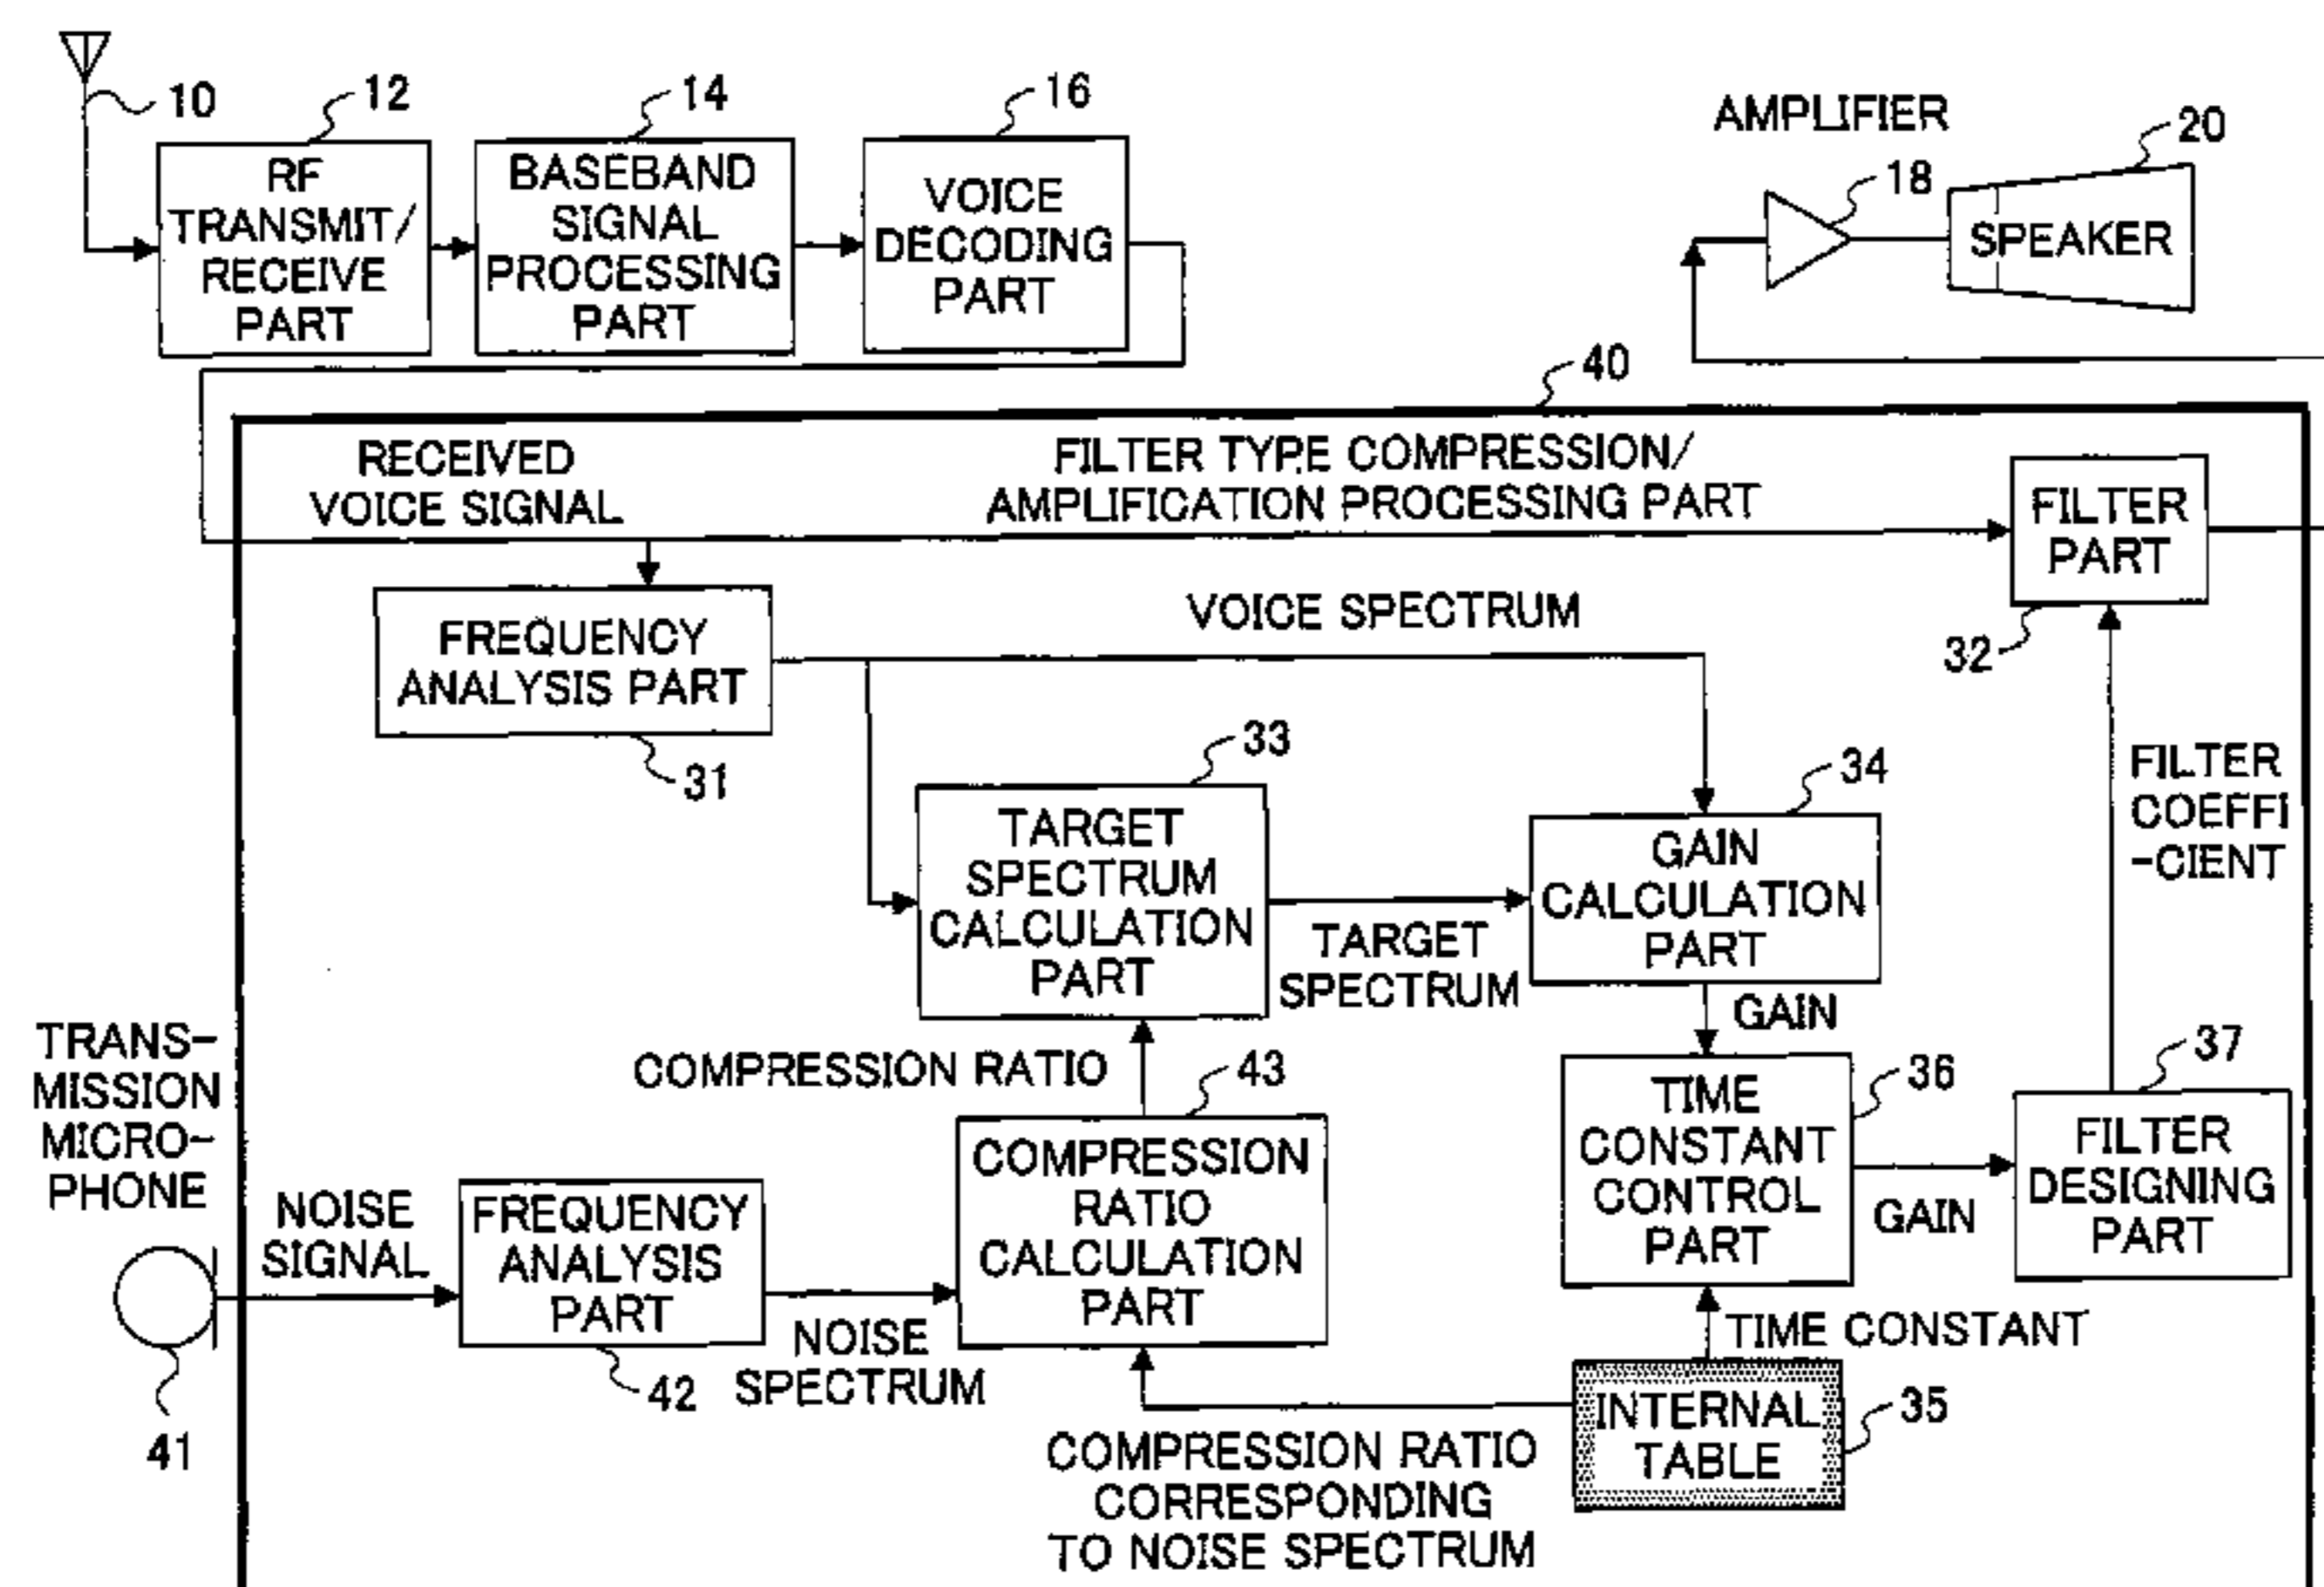 10
12
14
16
RF
TRANSMIT/
RECEIVE
PART
BASEBAND
SIGNAL
PROCESSING
PART
VOICE
DECODING
PART
AMPLIFIER
18
20
SPEAKER
40
RECEIVED
VOICE SIGNAL
FILTER TYPE COMPRESSION/
AMPLIFICATION PROCESSING PART
FILTER
PART
32
FREQUENCY
ANALYSIS PART
31
VOICE SPECTRUM
33
TARGET
SPECTRUM
CALCULATION
PART
TARGET
SPECTRUM
34
GAIN
CALCULATION
PART
GAIN
FILTER
COEFFI
-CIENT
TRANS-
MISSION
MICRO-
PHONE
41
NOISE
SIGNAL
FREQUENCY
ANALYSIS
PART
42
NOISE
SPECTRUM
COMPRESSION RATIO
43
COMPRESSION
RATIO
CALCULATION
PART
36
TIME
CONSTANT
CONTROL
PART
GAIN
37
FILTER
DESIGNING
PART
TIME CONSTANT
INTERNAL
TABLE
35
COMPRESSION RATIO
CORRESPONDING
TO NOISE SPECTRUM